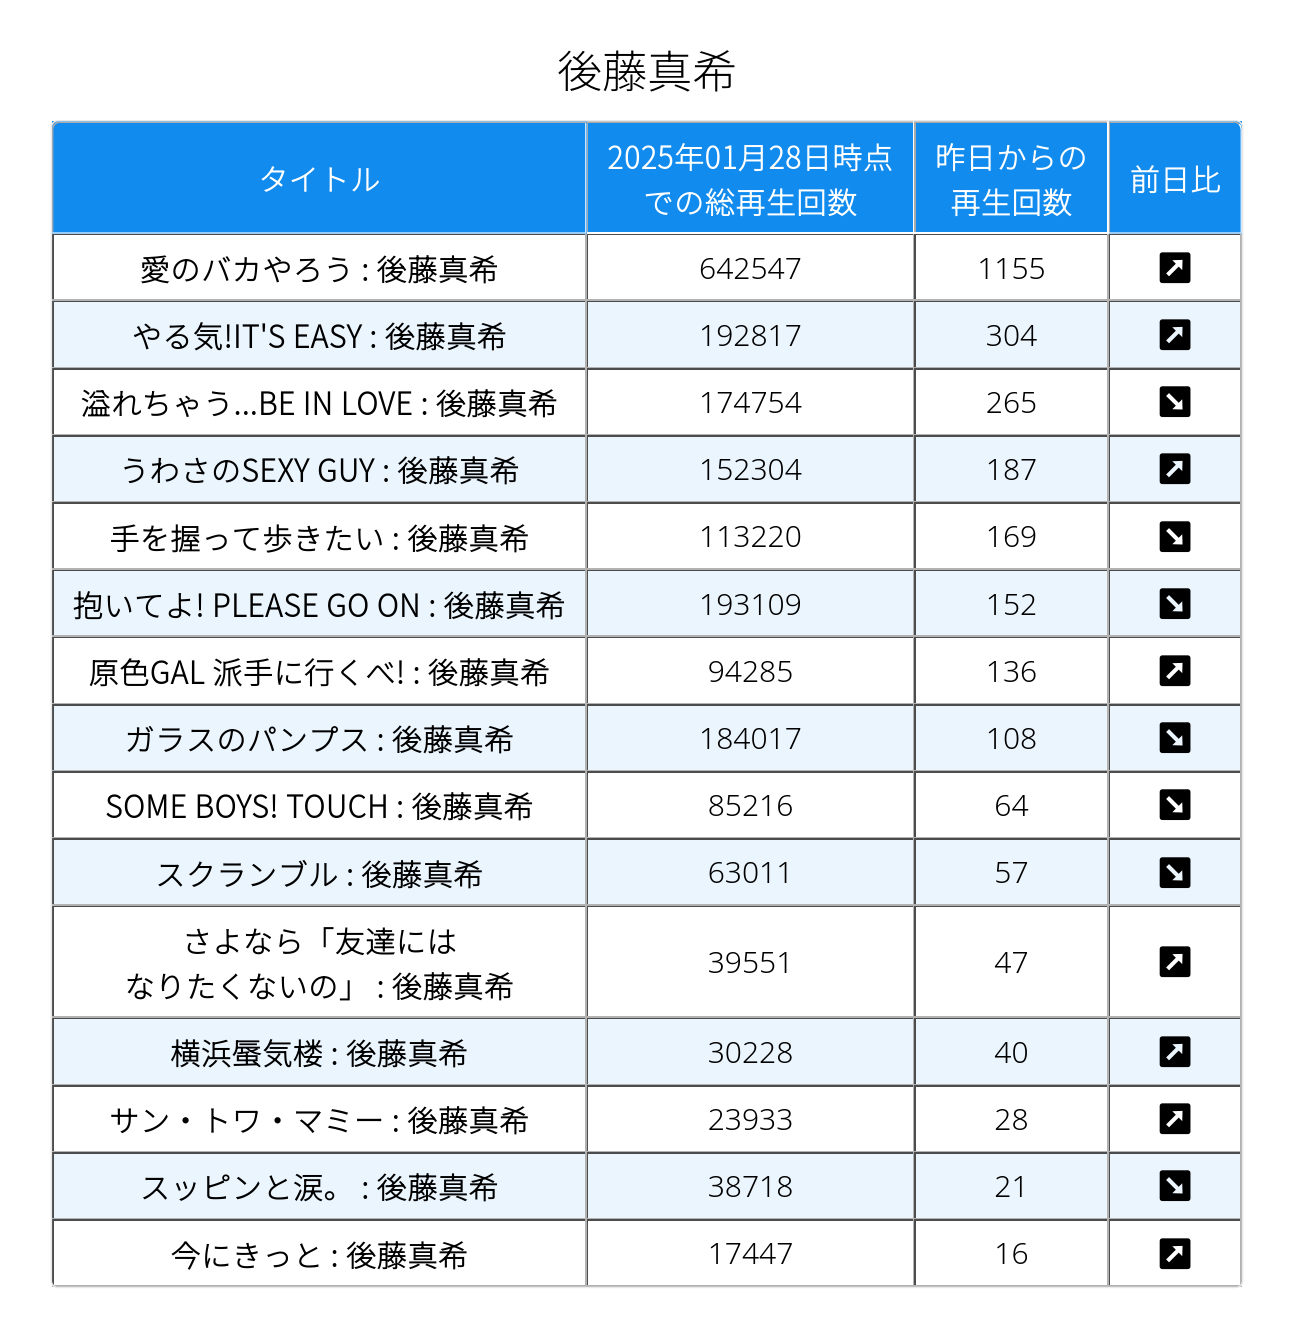 後藤真希
タイトル
2025年01月28日時点
での総再生回数
昨日からの
再生回数
前日比
愛のバカやろう : 後藤真希 642547 1155 ↗
やる気!IT'S EASY : 後藤真希 192817 304 ↗
溢れちゃう...BE IN LOVE : 後藤真希 174754 265 ↘
うわさのSEXY GUY : 後藤真希 152304 187 ↗
手を握って歩きたい : 後藤真希 113220 169 ↘
抱いてよ! PLEASE GO ON : 後藤真希 193109 152 ↘
原色GAL 派手に行くべ! : 後藤真希 94285 136 ↗
ガラスのパンプス : 後藤真希 184017 108 ↘
SOME BOYS! TOUCH : 後藤真希 85216 64 ↘
スクランブル : 後藤真希 63011 57 ↘
さよなら「友達には
なりたくないの」 : 後藤真希 39551 47 ↗
横浜蜃気楼 : 後藤真希 30228 40 ↗
サン・トワ・マミー : 後藤真希 23933 28 ↗
スッピンと涙。 : 後藤真希 38718 21 ↘
今にきっと : 後藤真希 17447 16 ↗